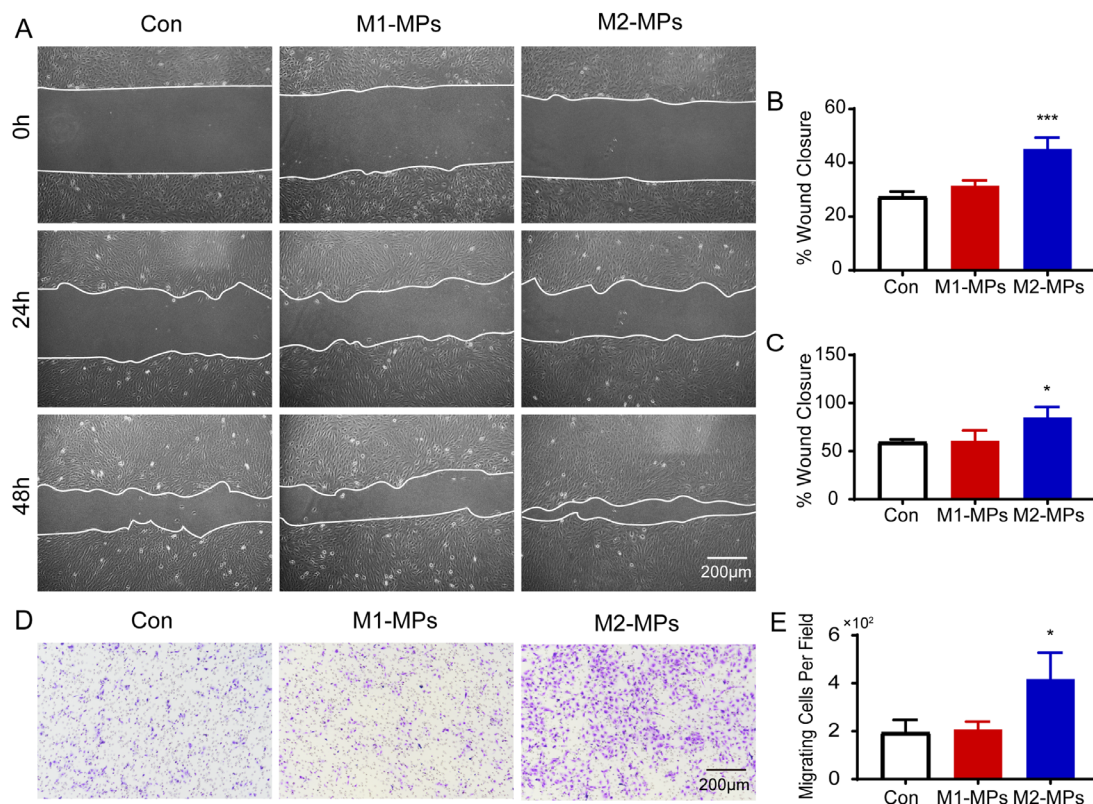 A
Con
M1-MPs
M2-MPs
0h
24h
48h
200μm
B
% Wound Closure
60
40
20
0
***
Con
M1-MPs
M2-MPs
C
% Wound Closure
150
100
50
0
*
Con
M1-MPs
M2-MPs
D
Con
M1-MPs
M2-MPs
200μm
E
Migrating Cells Per Field
×10²
6
4
2
0
*
Con
M1-MPs
M2-MPs